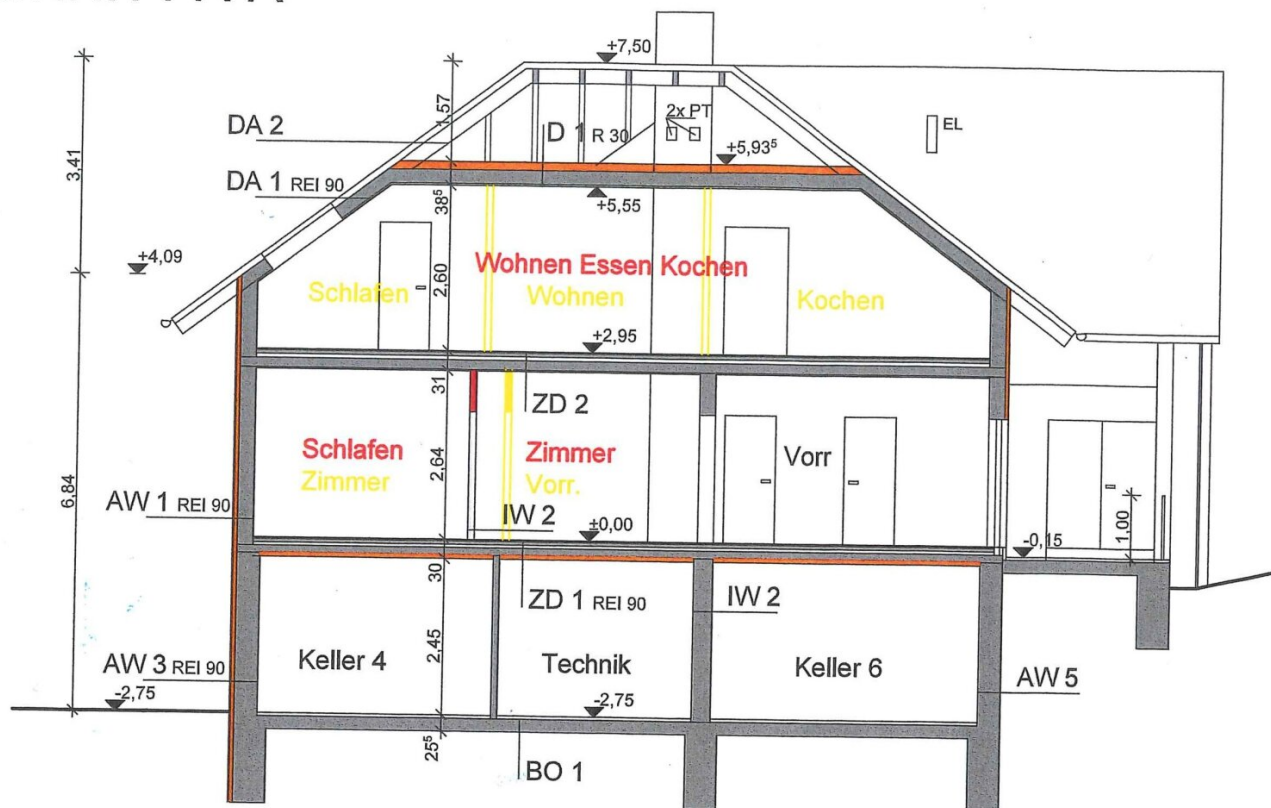 +7,50
1,57
2x PT
EL
DA 2
D 1 R 30
+5,93⁵
3,41
DA 1 REI 90
38⁵
+5,55
+4,09
Wohnen Essen Kochen
Schlafen
2,60
Wohnen
Kochen
+2,95
31
ZD 2
Schlafen
Zimmer
Vorr
Zimmer
2,64
Vorr.
6,84
AW 1 REI 90
IW 2
±0,00
1,00
-0,15
30
ZD 1 REI 90
IW 2
Keller 4
2,45
Technik
Keller 6
AW 3 REI 90
AW 5
-2,75
-2,75
25⁵
BO 1